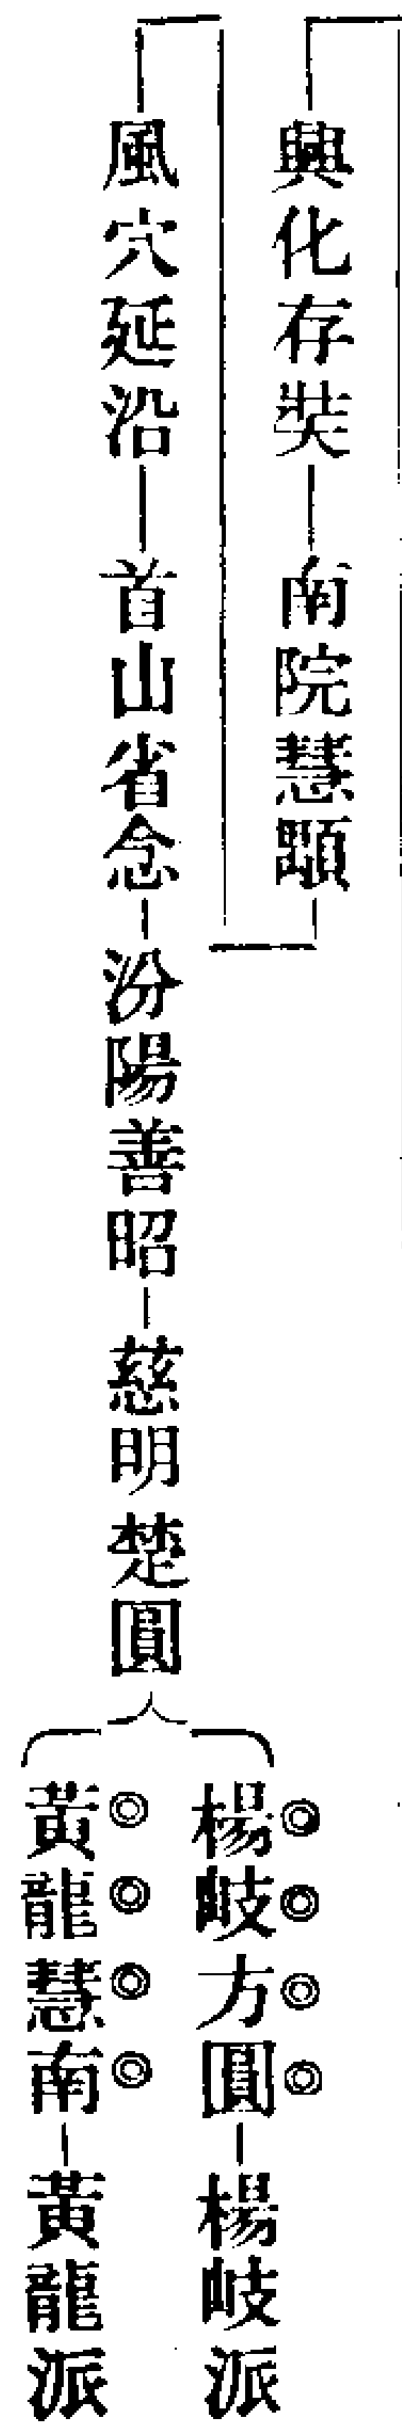 興化存奘—南院慧顒
風穴延沿—首山省念—汾陽善昭—慈明楚圓
楊岐方圓—楊岐派
黃龍慧南—黃龍派